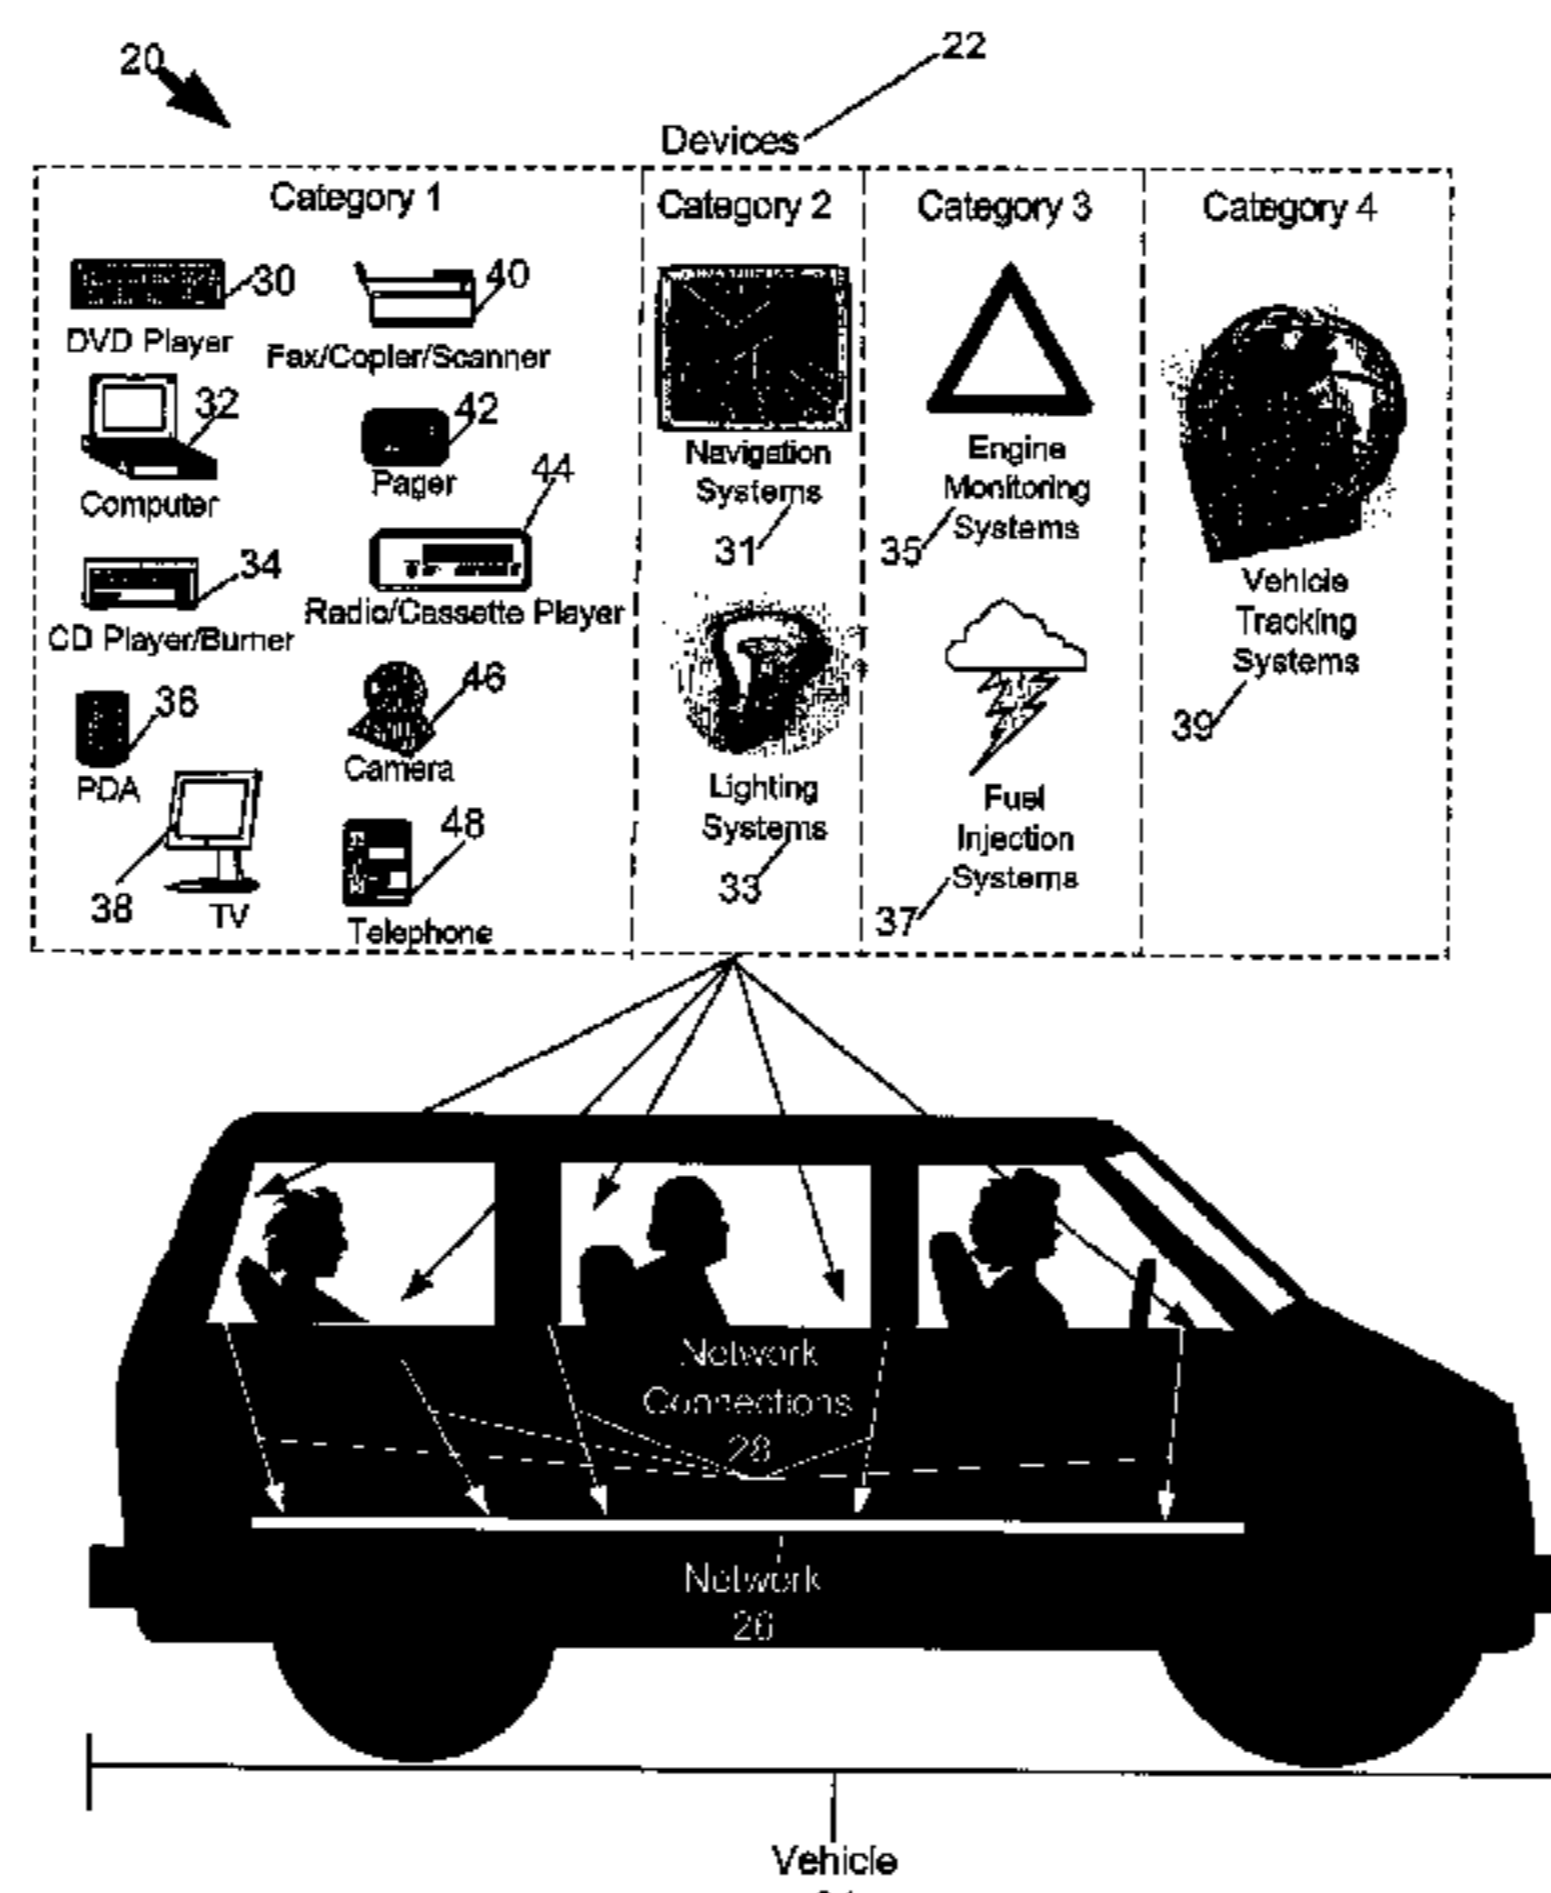 20
22
Devices
Category 1
Category 2
Category 3
Category 4
30
DVD Player
40
Fax/Copier/Scanner
32
Computer
42
Pager
44
Radio/Cassette Player
34
CD Player/Burner
36
PDA
46
Camera
38
TV
48
Telephone
Navigation
Systems
31
Lighting
Systems
33
Engine
Monitoring
Systems
35
Fuel
Injection
Systems
37
Vehicle
Tracking
Systems
39
Network
Connections
28
Network
26
Vehicle